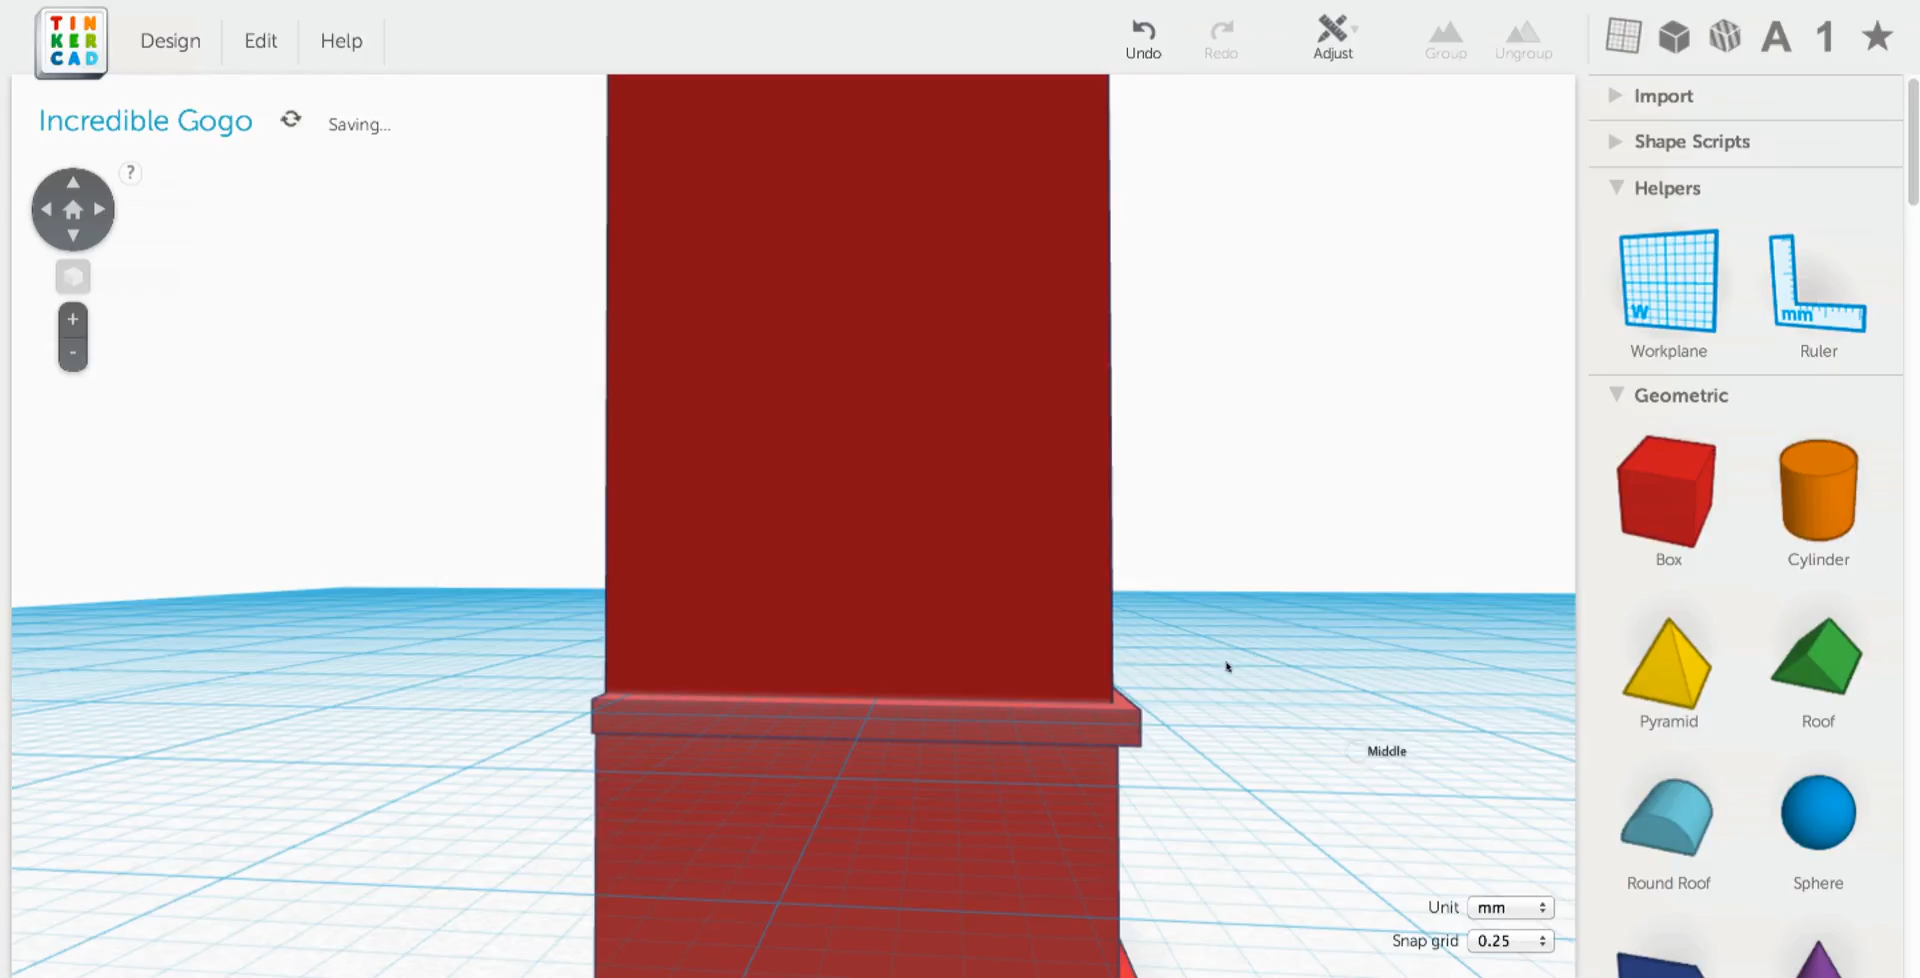 TIN
KER
CAD
Design
Edit
Help
Undo
Redo
Adjust
Group
Ungroup
A
1
Incredible Gogo
Saving...
?
+
-
Import
Shape Scripts
Helpers
W
mm
Workplane
Ruler
Geometric
Box
Cylinder
Pyramid
Roof
Middle
Round Roof
Sphere
Unit
mm
Snap grid
0.25